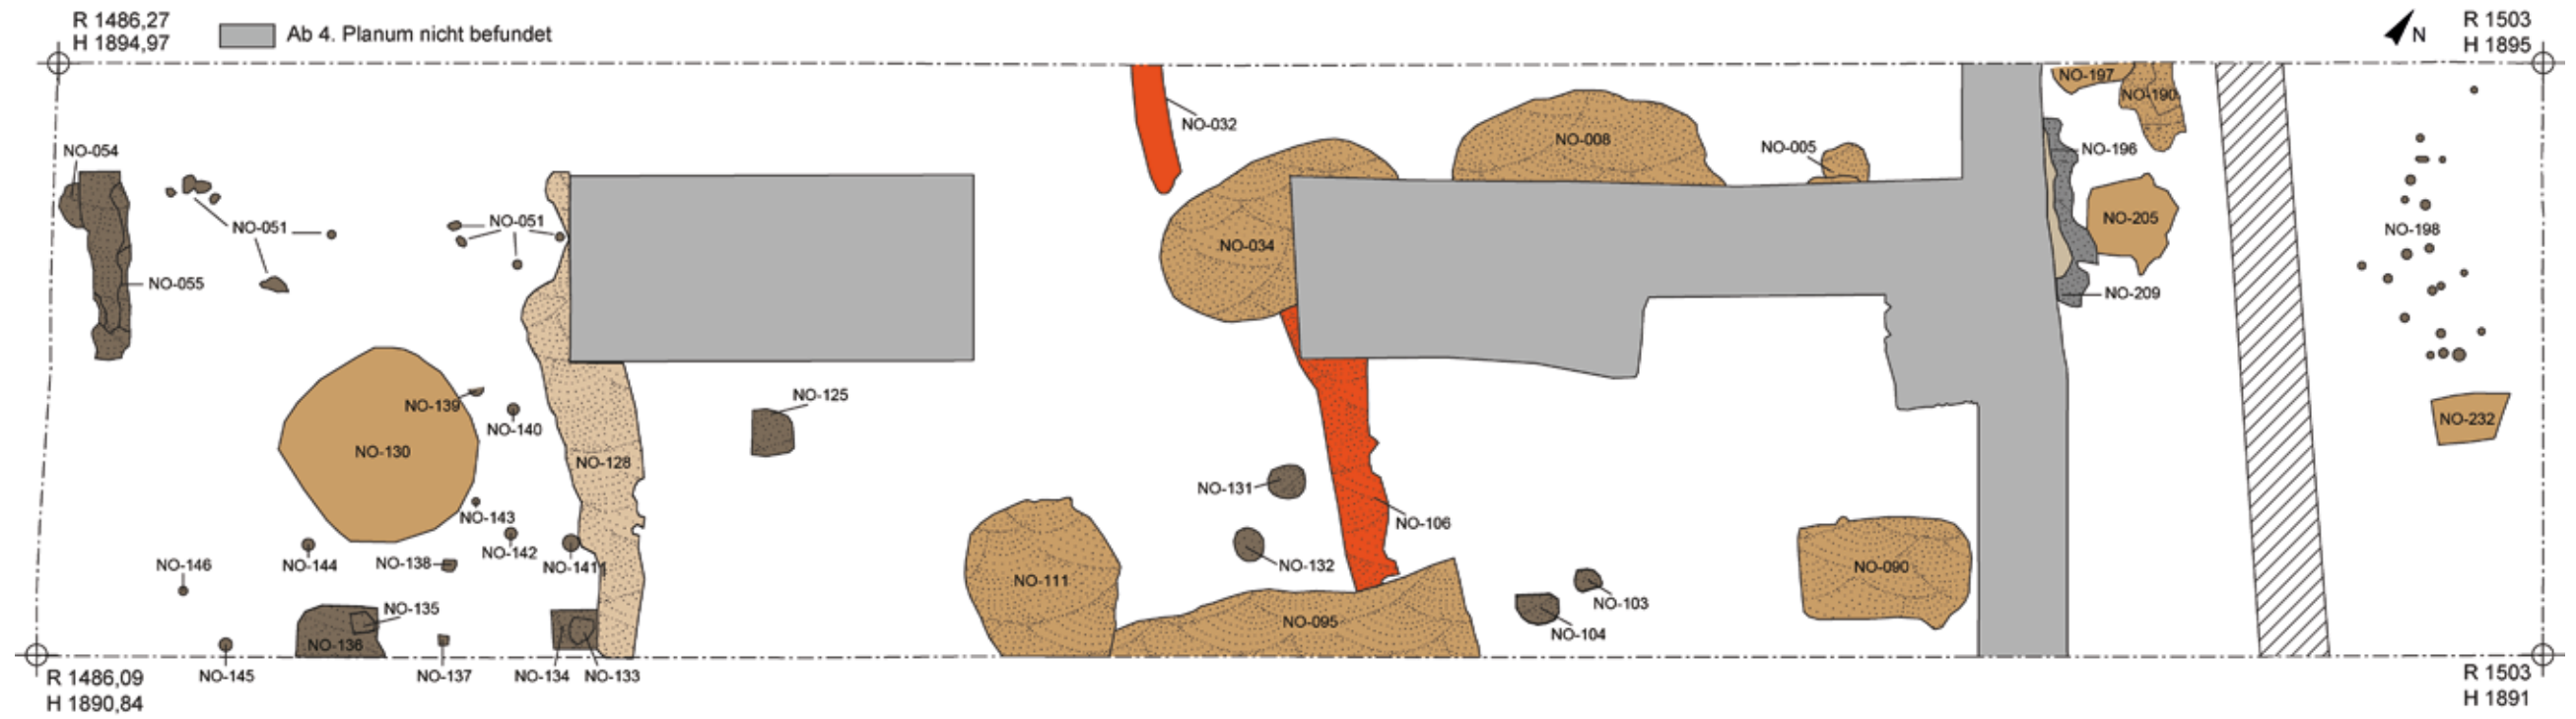 R 1486,27
H 1894,97
Ab 4. Planum nicht befundet
N
R 1503
H 1895
NO-197
NO-190
NO-032
NO-008
NO-005
NO-196
NO-054
NO-051
NO-051
NO-205
NO-198
NO-034
NO-055
NO-209
NO-139
NO-125
NO-140
NO-232
NO-130
NO-128
NO-131
NO-143
NO-106
NO-142
NO-146
NO-144
NO-138
NO-141
NO-132
NO-111
NO-090
NO-135
NO-103
NO-095
NO-104
NO-136
NO-145
NO-137
NO-134
NO-133
R 1486,09
H 1890,84
R 1503
H 1891